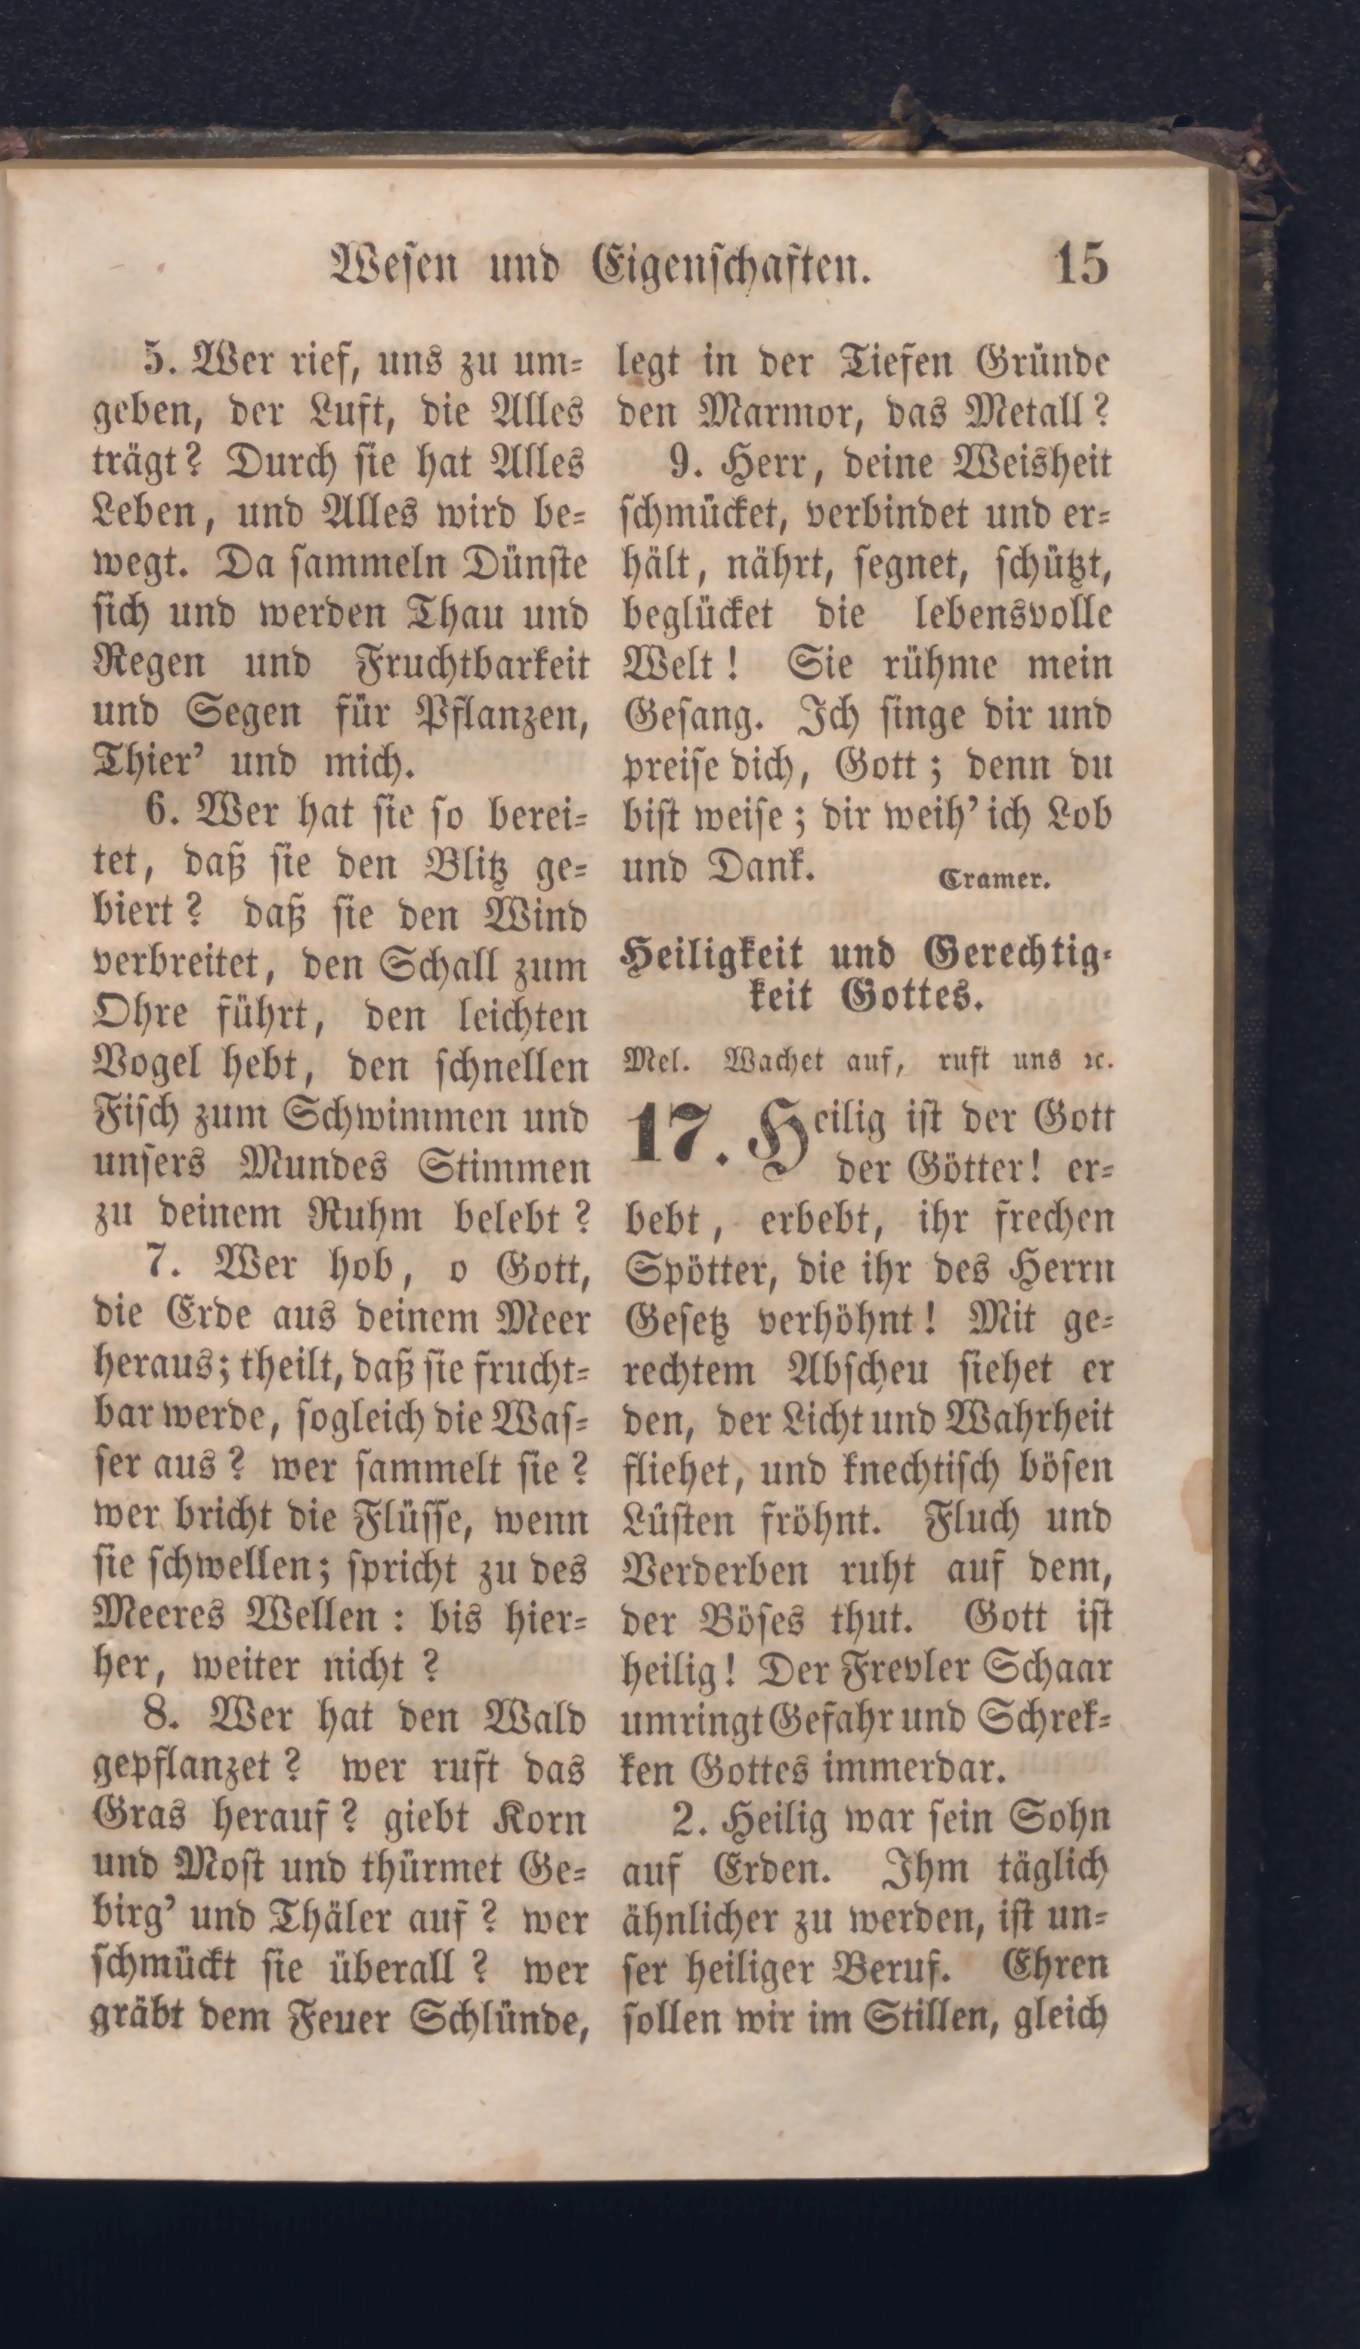 Wesen und Eigenschaften. 15
5. Wer rief, uns zu um-
geben, der Luft, die Alles
trägt? Durch sie hat Alles
Leben, und Alles wird be-
wegt. Da sammeln Dünste
sich und werden Thau und
Regen und Fruchtbarkeit
und Segen für Pflanzen,
Thier' und mich.
6. Wer hat sie so berei-
tet, daß sie den Blitz ge-
biert? daß sie den Wind
verbreitet, den Schall zum
Ohre führt, den leichten
Vogel hebt, den schnellen
Fisch zum Schwimmen und
unsers Mundes Stimmen
zu deinem Ruhm belebt?
7. Wer hob, o Gott,
die Erde aus deinem Meer
heraus; theilt, daß sie frucht-
bar werde, sogleich die Was-
ser aus? wer sammelt sie?
wer bricht die Flüsse, wenn
sie schwellen; spricht zu des
Meeres Wellen: bis hier-
her, weiter nicht?
8. Wer hat den Wald
gepflanzet? wer ruft das
Gras herauf? giebt Korn
und Most und thürmet Ge-
birg' und Thäler auf? wer
schmückt sie überall? wer
gräbt dem Feuer Schlünde,
legt in der Tiefen Gründe
den Marmor, das Metall?
9. Herr, deine Weisheit
schmücket, verbindet und er-
hält, nährt, segnet, schützt,
beglücket die lebensvolle
Welt! Sie rühme mein
Gesang. Ich singe dir und
preise dich, Gott; denn du
bist weise; dir weih' ich Lob
und Dank. Cramer.
Heiligkeit und Gerechtig-
keit Gottes.
Mel. Wachet auf, ruft uns ꝛc.
17. Heilig ist der Gott
der Götter! er-
bebt, erbebt, ihr frechen
Spötter, die ihr des Herrn
Gesetz verhöhnt! Mit ge-
rechtem Abscheu siehet er
den, der Licht und Wahrheit
fliehet, und knechtisch bösen
Lüsten fröhnt. Fluch und
Verderben ruht auf dem,
der Böses thut. Gott ist
heilig! Der Frevler Schaar
umringt Gefahr und Schrek-
ken Gottes immerdar.
2. Heilig war sein Sohn
auf Erden. Ihm täglich
ähnlicher zu werden, ist un-
ser heiliger Beruf. Ehren
sollen wir im Stillen, gleich